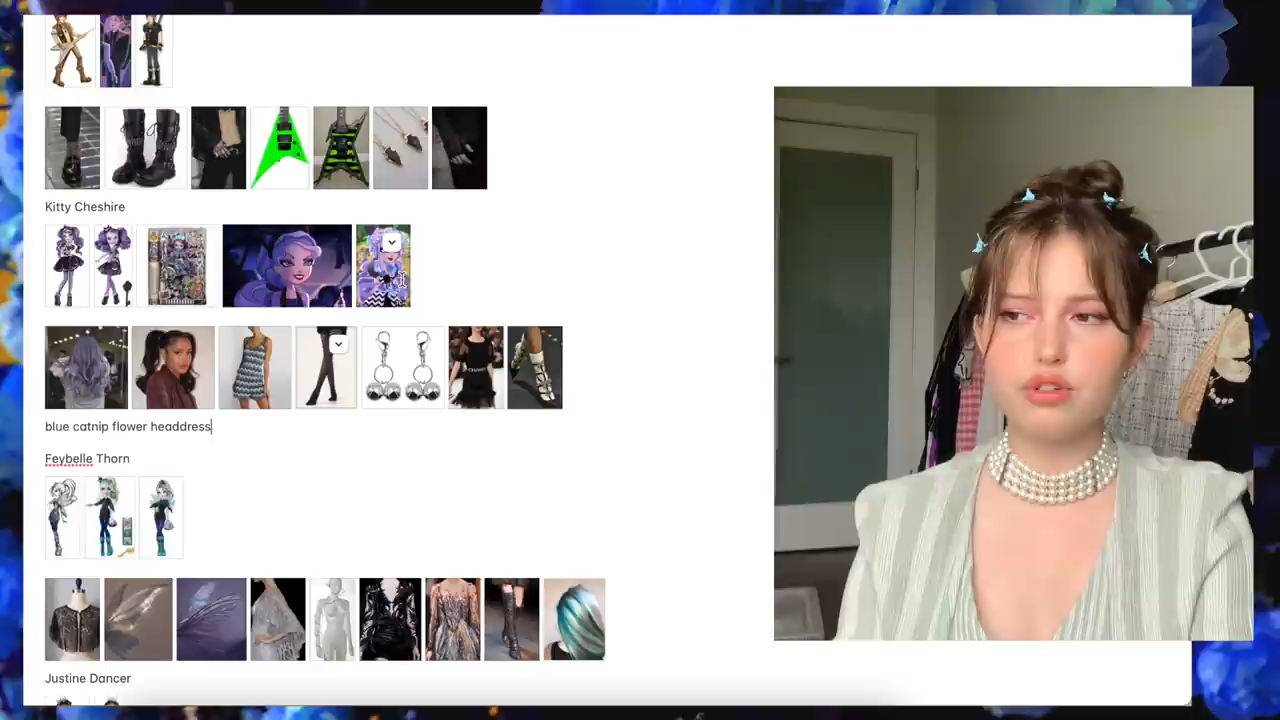 Kitty Cheshire
blue catnip flower headdress
Feybelle Thorn
Justine Dancer